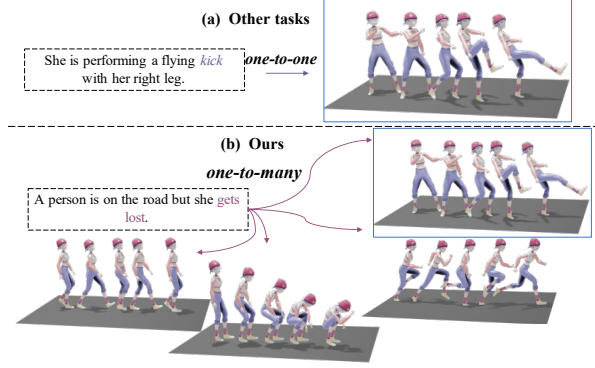 (a) Other tasks
She is performing a flying kick
with her right leg.
one-to-one
(b) Ours
one-to-many
A person is on the road but she gets
lost.